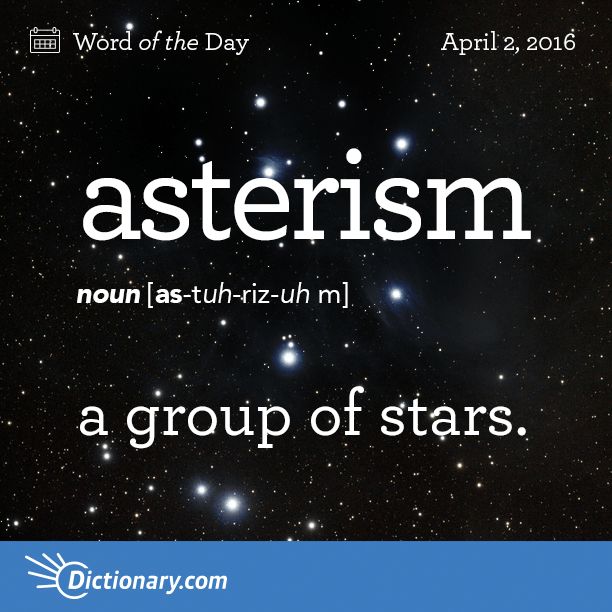 Word of the Day
April 2, 2016
asterism
noun [as-tuh-riz-uh m]
a group of stars.
Dictionary.com